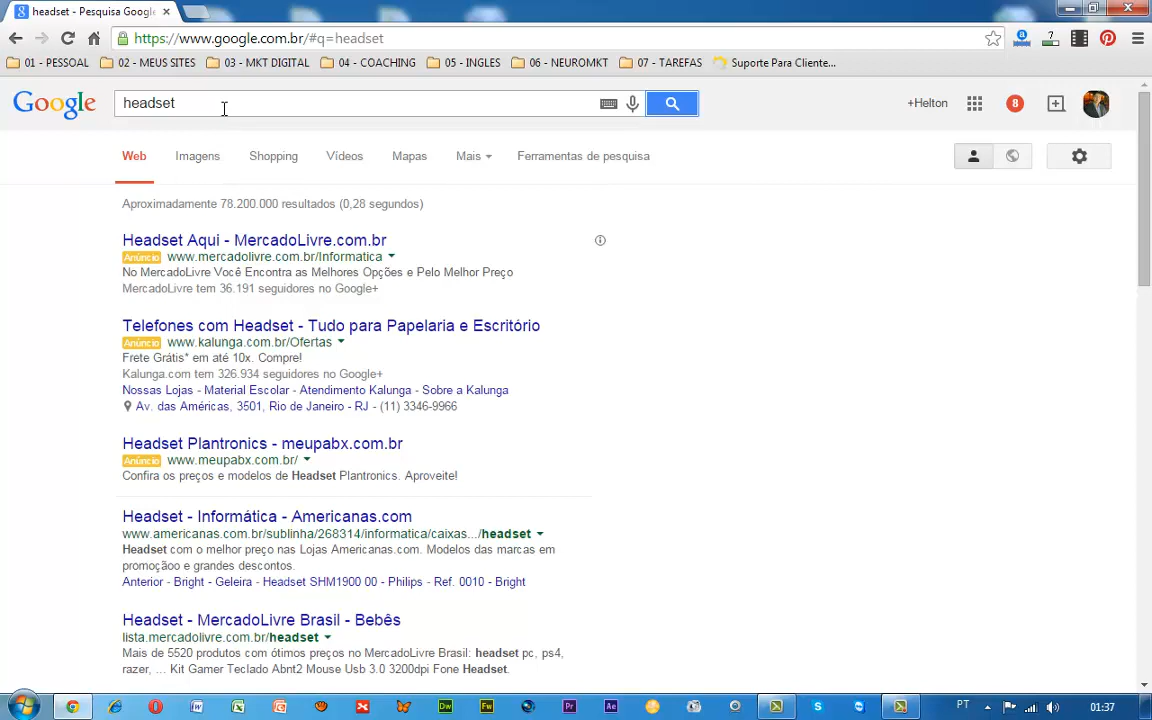 headset - Pesquisa Google
https://www.google.com.br/#q=headset
01 - PESSOAL 02 - MEUS SITES 03 - MKT DIGITAL 04 - COACHING 05 - INGLES 06 - NEUROMKT 07 - TAREFAS Suporte Para Cliente...
Google headset +Helton 8
Web Imagens Shopping Vídeos Mapas Mais Ferramentas de pesquisa
Aproximadamente 78.200.000 resultados (0,28 segundos)
Headset Aqui - MercadoLivre.com.br
Anúncio www.mercadolivre.com.br/Informatica
No MercadoLivre Você Encontra as Melhores Opções e Pelo Melhor Preço
MercadoLivre tem 36.191 seguidores no Google+
Telefones com Headset - Tudo para Papelaria e Escritório
Anúncio www.kalunga.com.br/Ofertas
Frete Grátis* em até 10x. Compre!
Kalunga.com tem 326.934 seguidores no Google+
Nossas Lojas - Material Escolar - Atendimento Kalunga - Sobre a Kalunga
Av. das Américas, 3501, Rio de Janeiro - RJ - (11) 3346-9966
Headset Plantronics - meupabx.com.br
Anúncio www.meupabx.com.br/
Confira os preços e modelos de Headset Plantronics. Aproveite!
Headset - Informática - Americanas.com
www.americanas.com.br/sublinha/268314/informatica/caixas.../headset
Headset com o melhor preço nas Lojas Americanas.com. Modelos das marcas em
promoçãoo e grandes descontos.
Anterior - Bright - Geleira - Headset SHM1900 00 - Philips - Ref. 0010 - Bright
Headset - MercadoLivre Brasil - Bebês
lista.mercadolivre.com.br/headset
Mais de 5520 produtos com ótimos preços no MercadoLivre Brasil: headset pc, ps4,
razer, ... Kit Gamer Teclado Abnt2 Mouse Usb 3.0 3200dpi Fone Headset.
Dw Fw Pr Ae PT 01:37